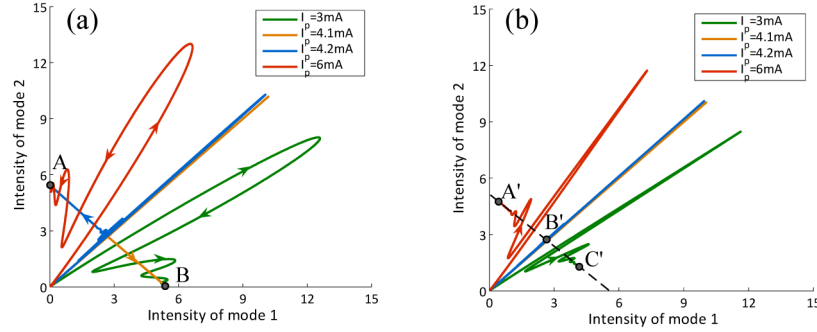 (a)
I_p=3mA
I_p=4.1mA
I_p=4.2mA
I_p=6mA
15
12
9
6
3
0
Intensity of mode 2
A
B
0 3 6 9 12 15
Intensity of mode 1
(b)
I_p=3mA
I_p=4.1mA
I_p=4.2mA
I_p=6mA
15
12
9
6
3
0
Intensity of mode 2
A'
B'
C'
0 3 6 9 12 15
Intensity of mode 1